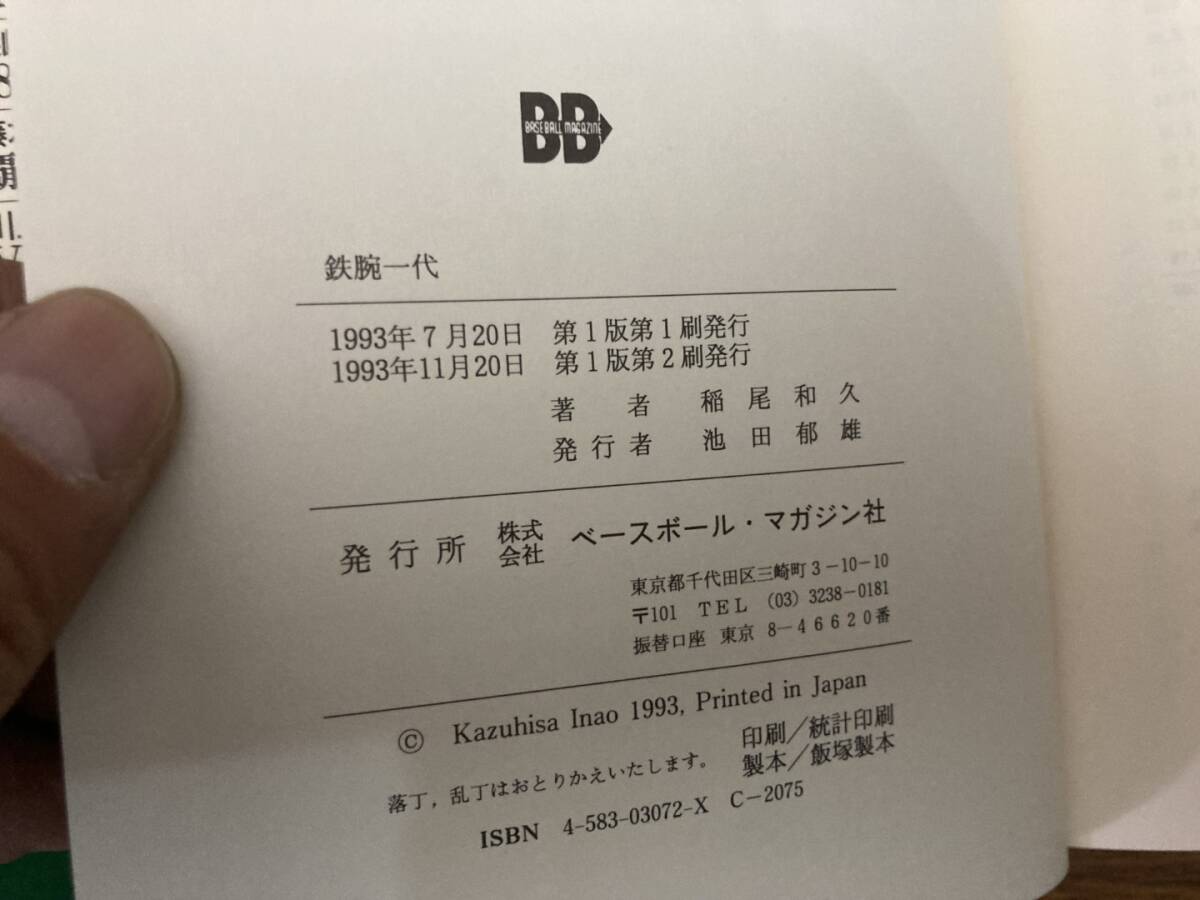 BB
BASEBALL MAGAZINE
鉄腕一代
1993年7月20日 第1版第1刷発行
1993年11月20日 第1版第2刷発行
著者 稲尾和久
発行者 池田郁雄
発行所 株式会社 ベースボール・マガジン社
東京都千代田区三崎町3-10-10
〒101 TEL (03) 3238-0181
振替口座 東京 8-46620番
© Kazuhisa Inao 1993, Printed in Japan
印刷/統計印刷
落丁,乱丁はおとりかえいたします。 製本/飯塚製本
ISBN 4-583-03072-X C-2075